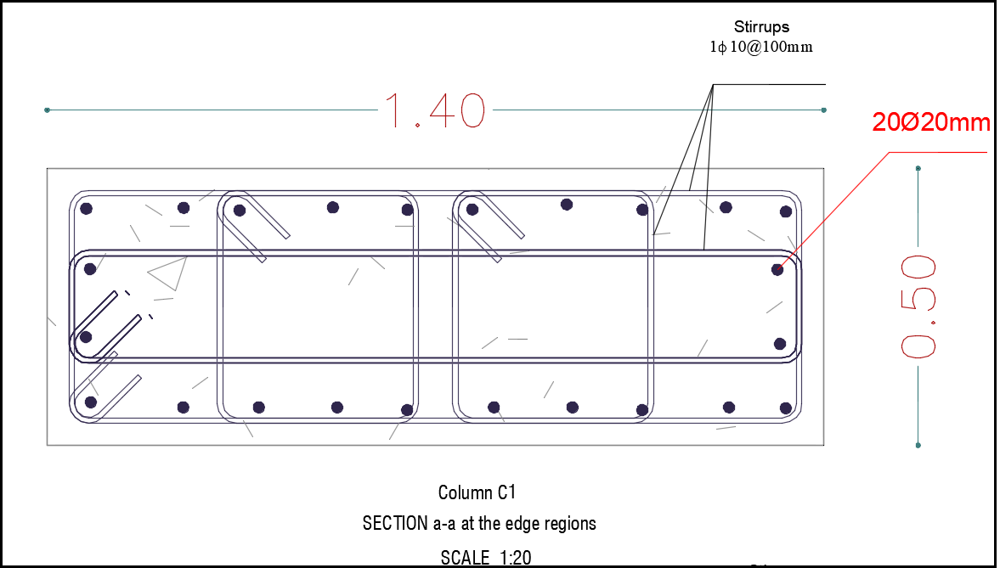 Stirrups
1ϕ10@100mm
1.40
20Ø20mm
0.50
Column C1
SECTION a-a at the edge regions
SCALE 1:20